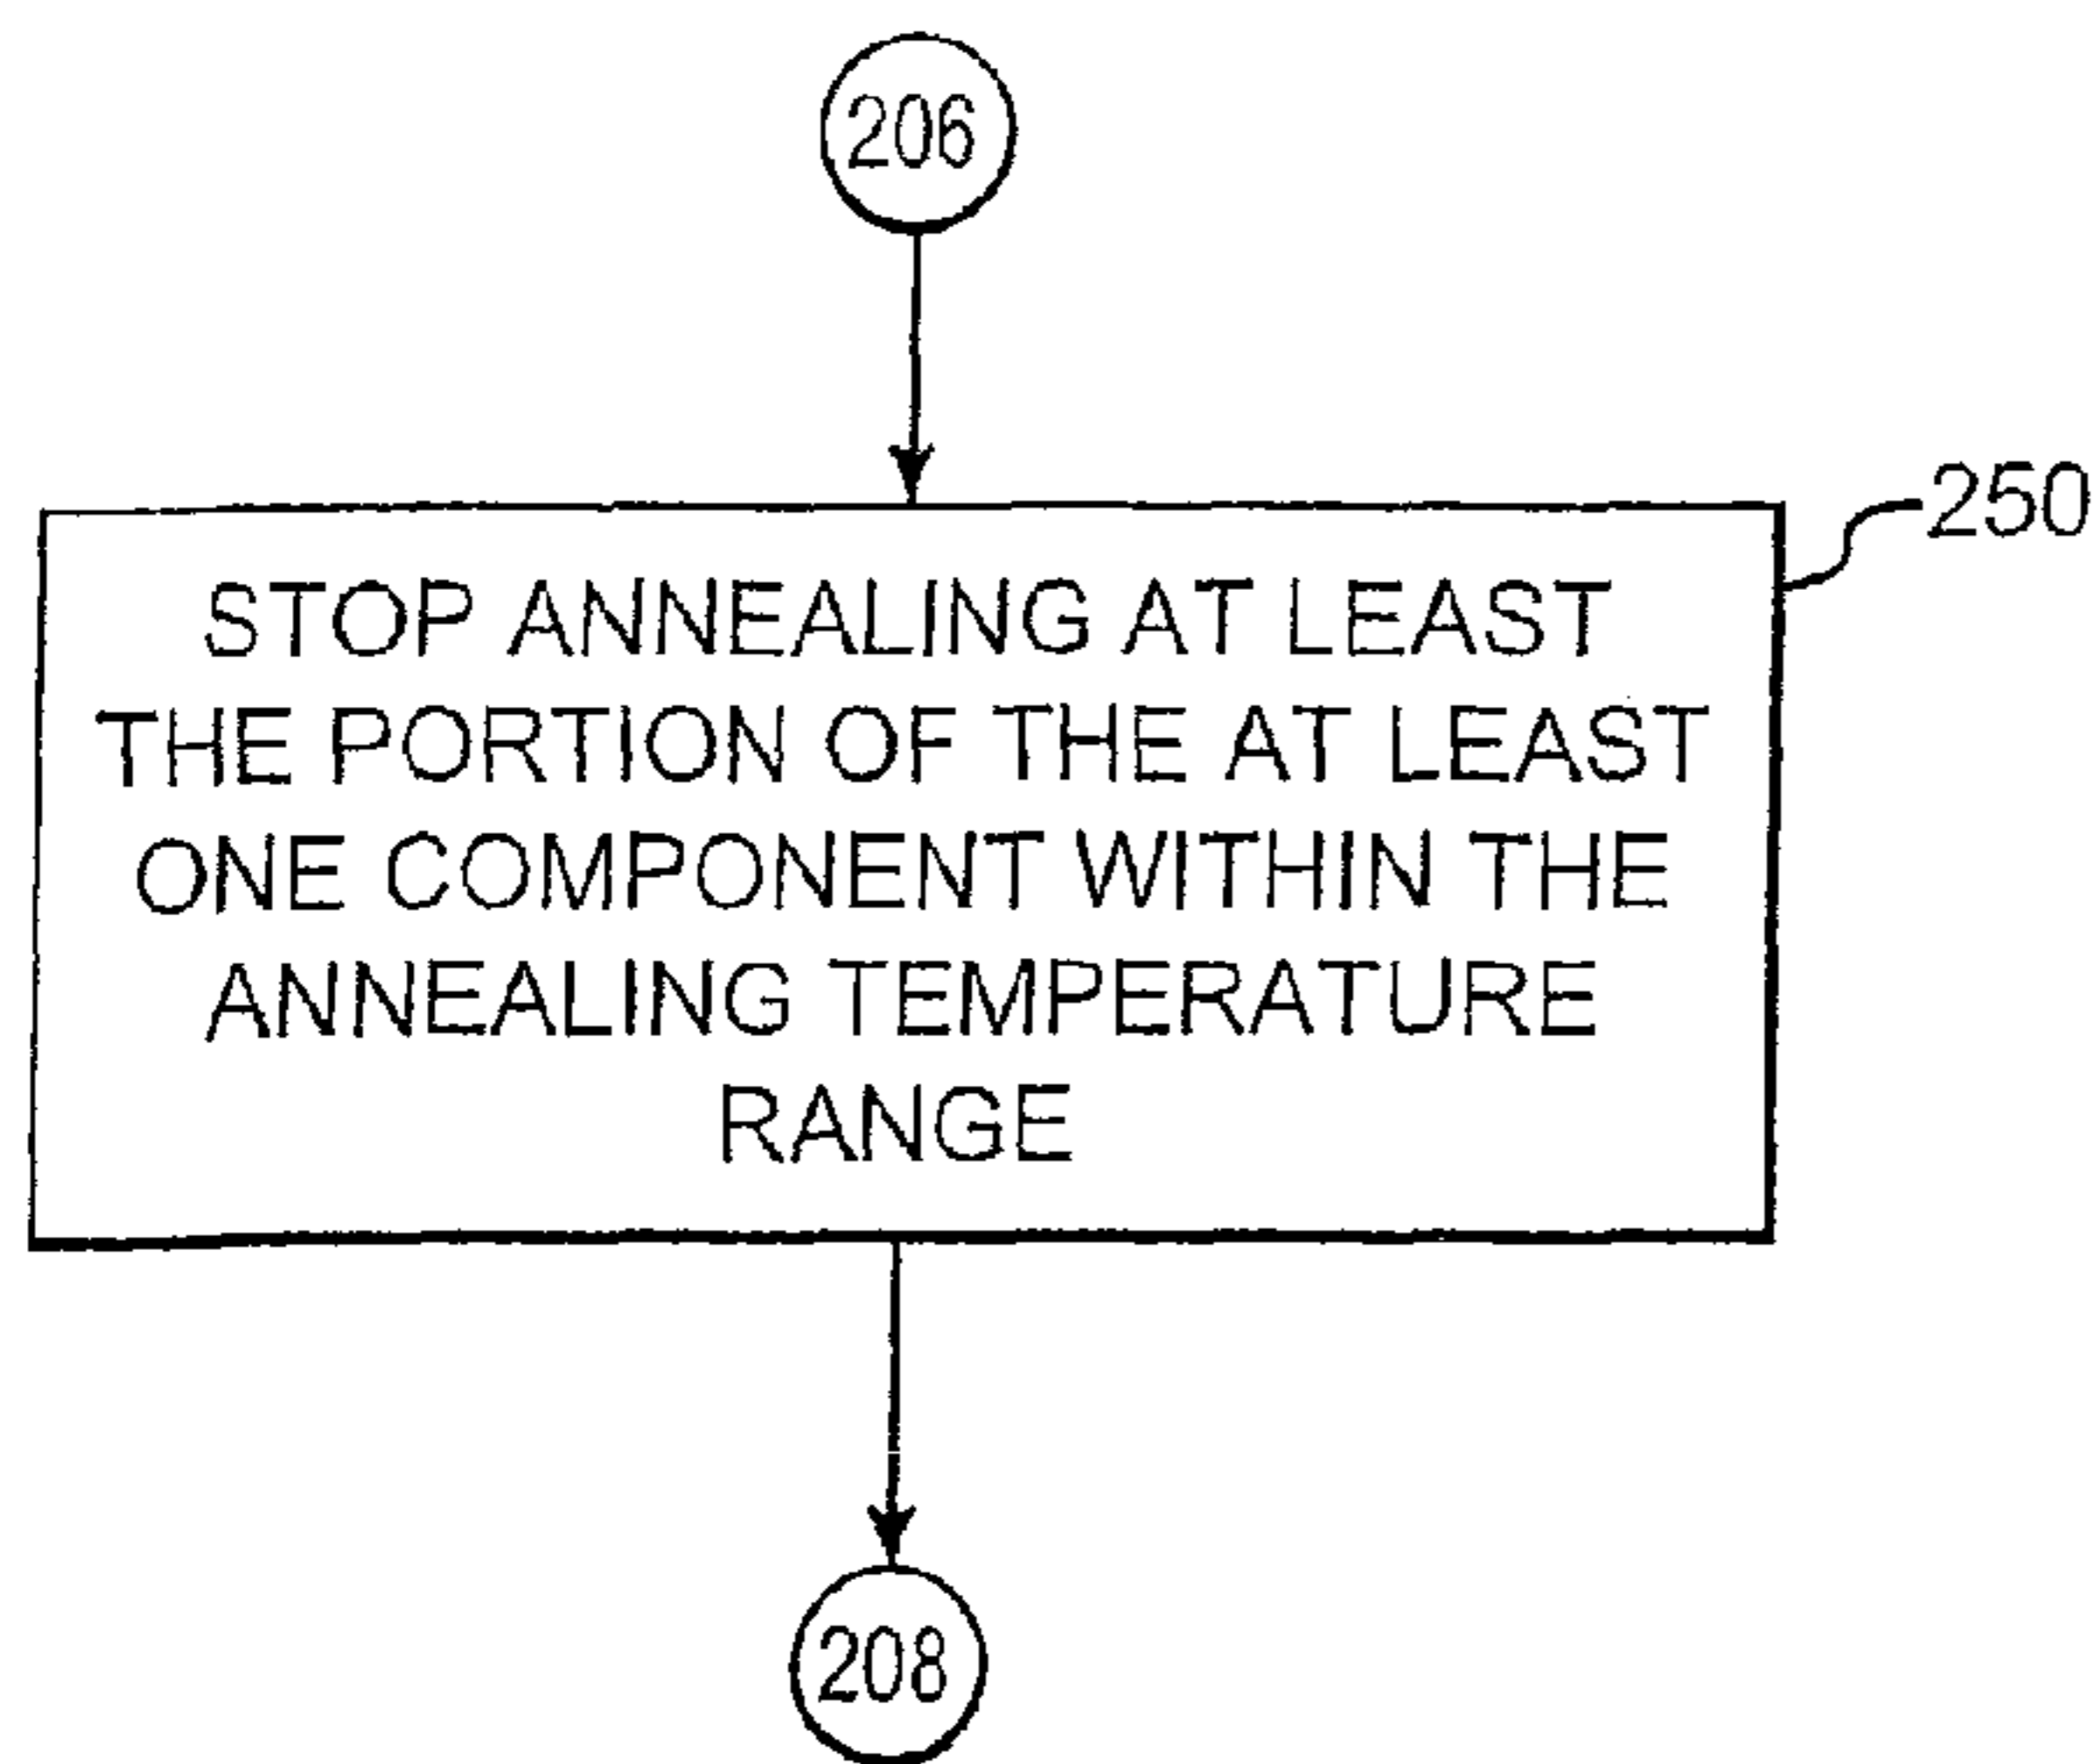 206
250
STOP ANNEALING AT LEAST
THE PORTION OF THE AT LEAST
ONE COMPONENT WITHIN THE
ANNEALING TEMPERATURE
RANGE
208